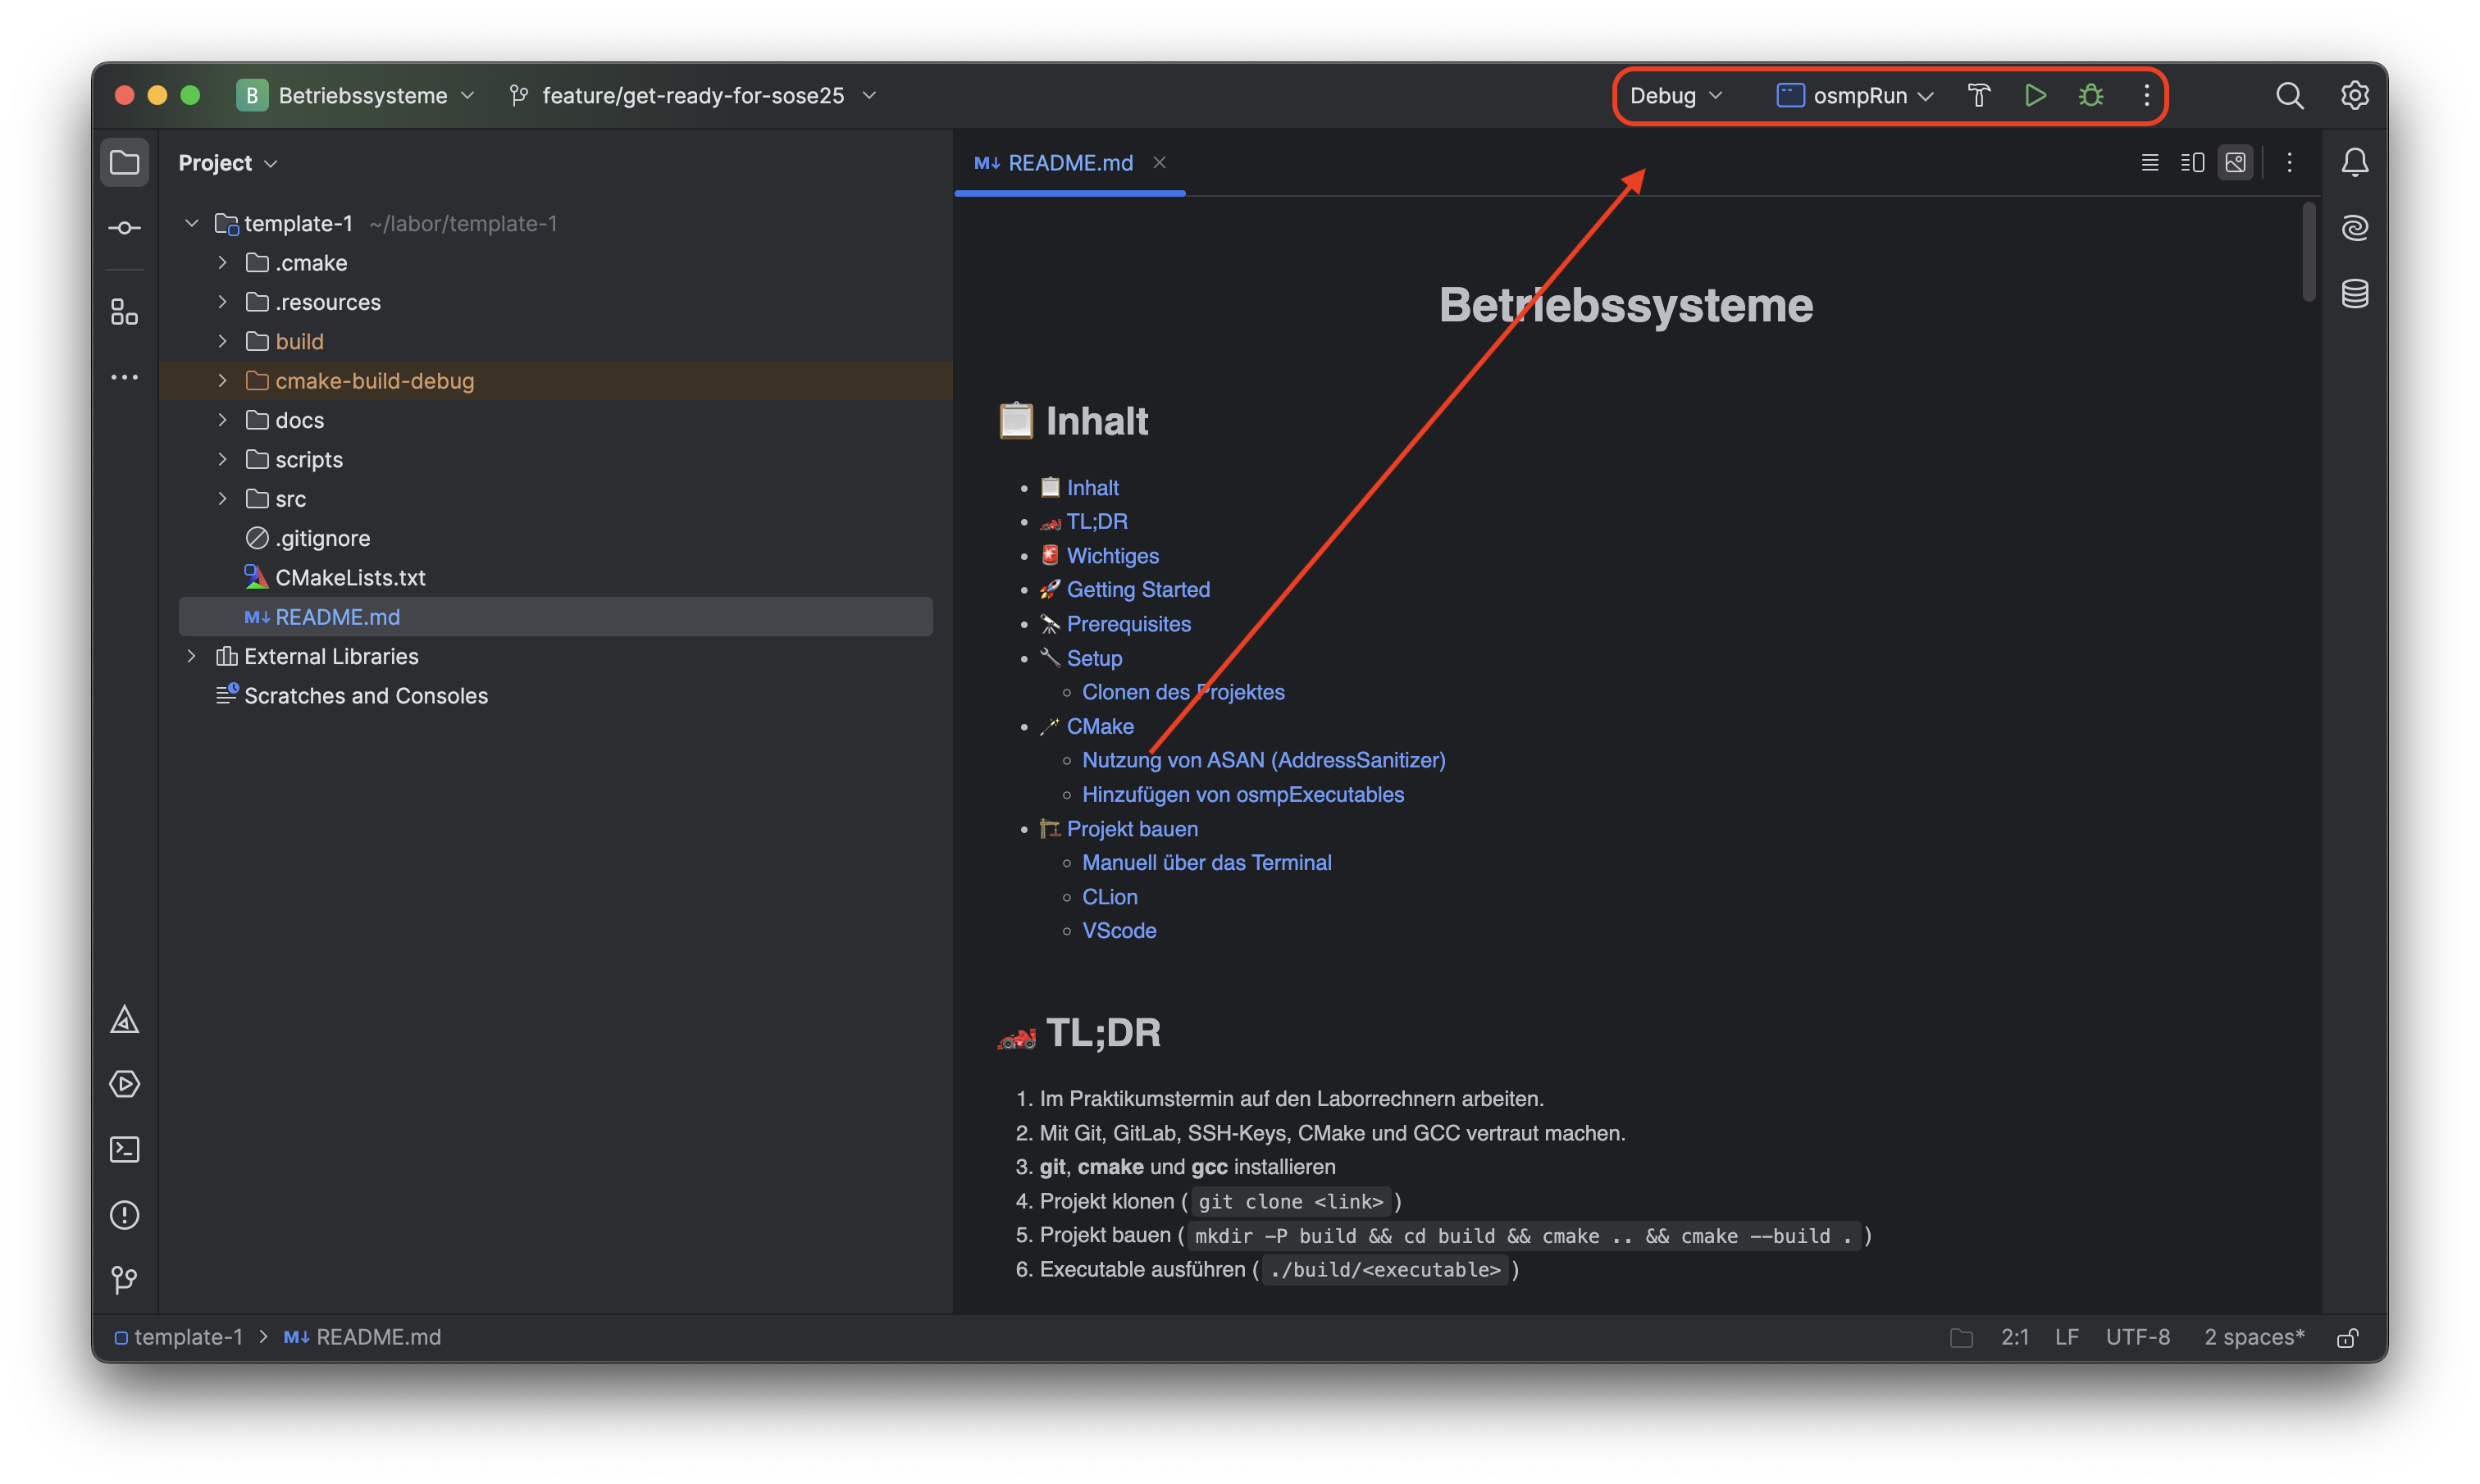 B Betriebssysteme feature/get-ready-for-sose25 Debug osmpRun
Project
template-1 ~/labor/template-1
.cmake
.resources
build
cmake-build-debug
docs
scripts
src
.gitignore
CMakeLists.txt
M↓ README.md
External Libraries
Scratches and Consoles
M↓ README.md
Betriebssysteme
Inhalt
• Inhalt
• TL;DR
• Wichtiges
• Getting Started
• Prerequisites
• Setup
◦ Clonen des Projektes
• CMake
◦ Nutzung von ASAN (AddressSanitizer)
◦ Hinzufügen von osmpExecutables
• Projekt bauen
◦ Manuell über das Terminal
◦ CLion
◦ VScode
TL;DR
1. Im Praktikumstermin auf den Laborrechnern arbeiten.
2. Mit Git, GitLab, SSH-Keys, CMake und GCC vertraut machen.
3. git, cmake und gcc installieren
4. Projekt klonen ( git clone <link> )
5. Projekt bauen ( mkdir -P build && cd build && cmake .. && cmake --build . )
6. Executable ausführen ( ./build/<executable> )
template-1 > M↓ README.md 2:1 LF UTF-8 2 spaces*